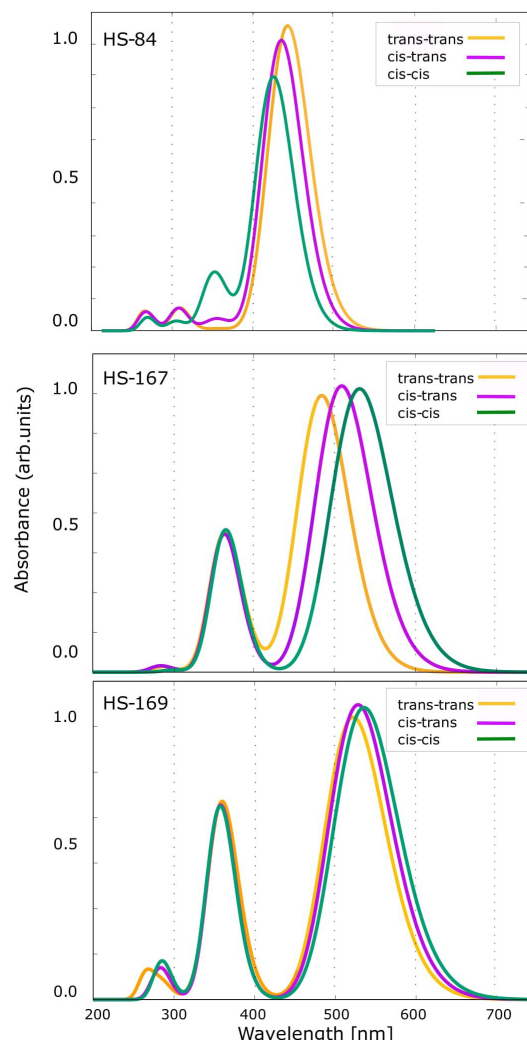 HS-84
trans-trans
cis-trans
cis-cis
1.0
0.5
0.0
HS-167
trans-trans
cis-trans
cis-cis
1.0
0.5
0.0
Absorbance (arb.units)
HS-169
trans-trans
cis-trans
cis-cis
1.0
0.5
0.0
200 300 400 500 600 700
Wavelength [nm]